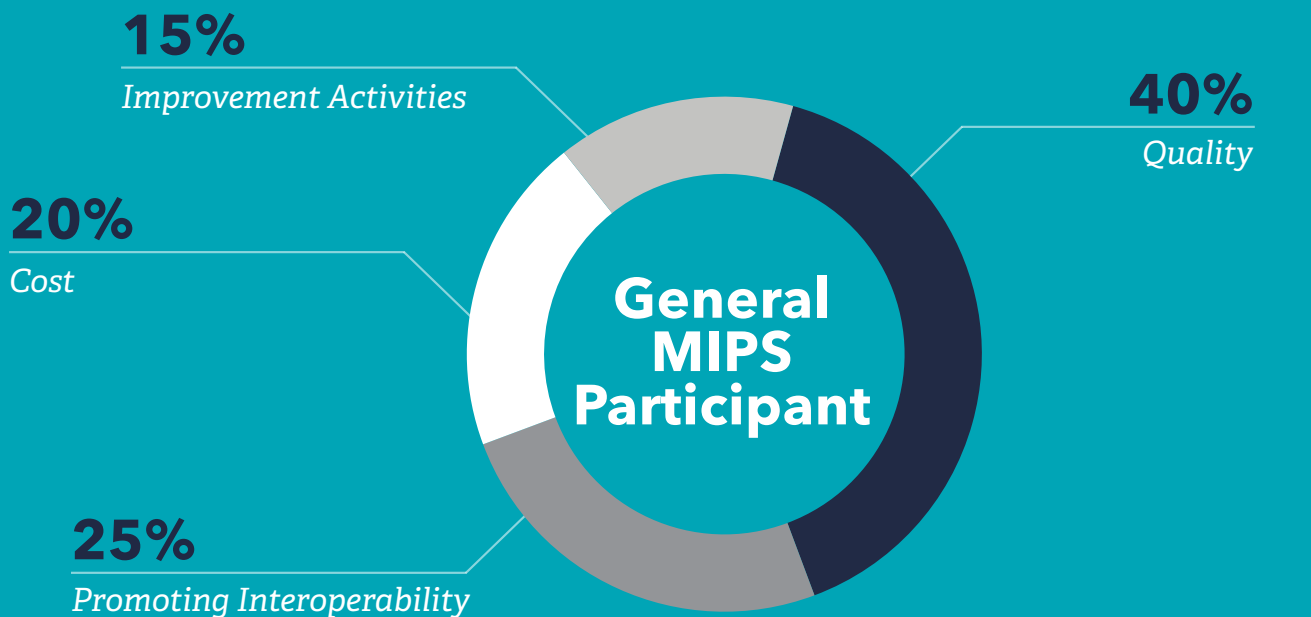 15%
Improvement Activities
40%
Quality
20%
Cost
General
MIPS
Participant
25%
Promoting Interoperability